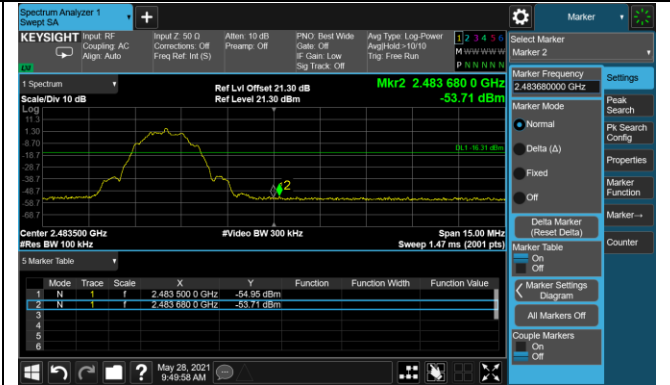 Spectrum Analyzer 1
Swept SA
Marker
KEYSIGHT
Input: RF
Coupling: AC
Align: Auto
Input Z: 50 Ω
Corrections: Off
Freq Ref: Int (S)
Atten: 10 dB
Preamp: Off
PNO: Best Wide
Gate: Off
IF Gain: Low
Sig Track: Off
Avg Type: Log-Power
Avg|Hold:>10/10
Trig: Free Run
1 2 3 4 5 6
M W W W W W
P N N N N N
LM
Select Marker
Marker 2
1 Spectrum
Scale/Div 10 dB
Ref Lvl Offset 21.30 dB
Ref Level 21.30 dBm
Mkr2 2.483 680 0 GHz
-53.71 dBm
Log
11.3
1.30
-8.70
-18.7
-28.7
-38.7
-48.7
-58.7
-68.7
DL1 -16.31 dBm
2
Center 2.483500 GHz
#Res BW 100 kHz
#Video BW 300 kHz
Span 15.00 MHz
Sweep 1.47 ms (2001 pts)
5 Marker Table
Mode Trace Scale X Y Function Function Width Function Value
1 N 1 f 2.483 500 0 GHz -54.95 dBm
2 N 1 f 2.483 680 0 GHz -53.71 dBm
3
4
5
6
Marker Frequency
2.483680000 GHz
Marker Mode
Normal
Delta (Δ)
Fixed
Off
Delta Marker
(Reset Delta)
Marker Table
On
Off
Marker Settings
Diagram
All Markers Off
Couple Markers
On
Off
Settings
Peak
Search
Pk Search
Config
Properties
Marker
Function
Marker→
Counter
?
May 28, 2021
9:49:58 AM